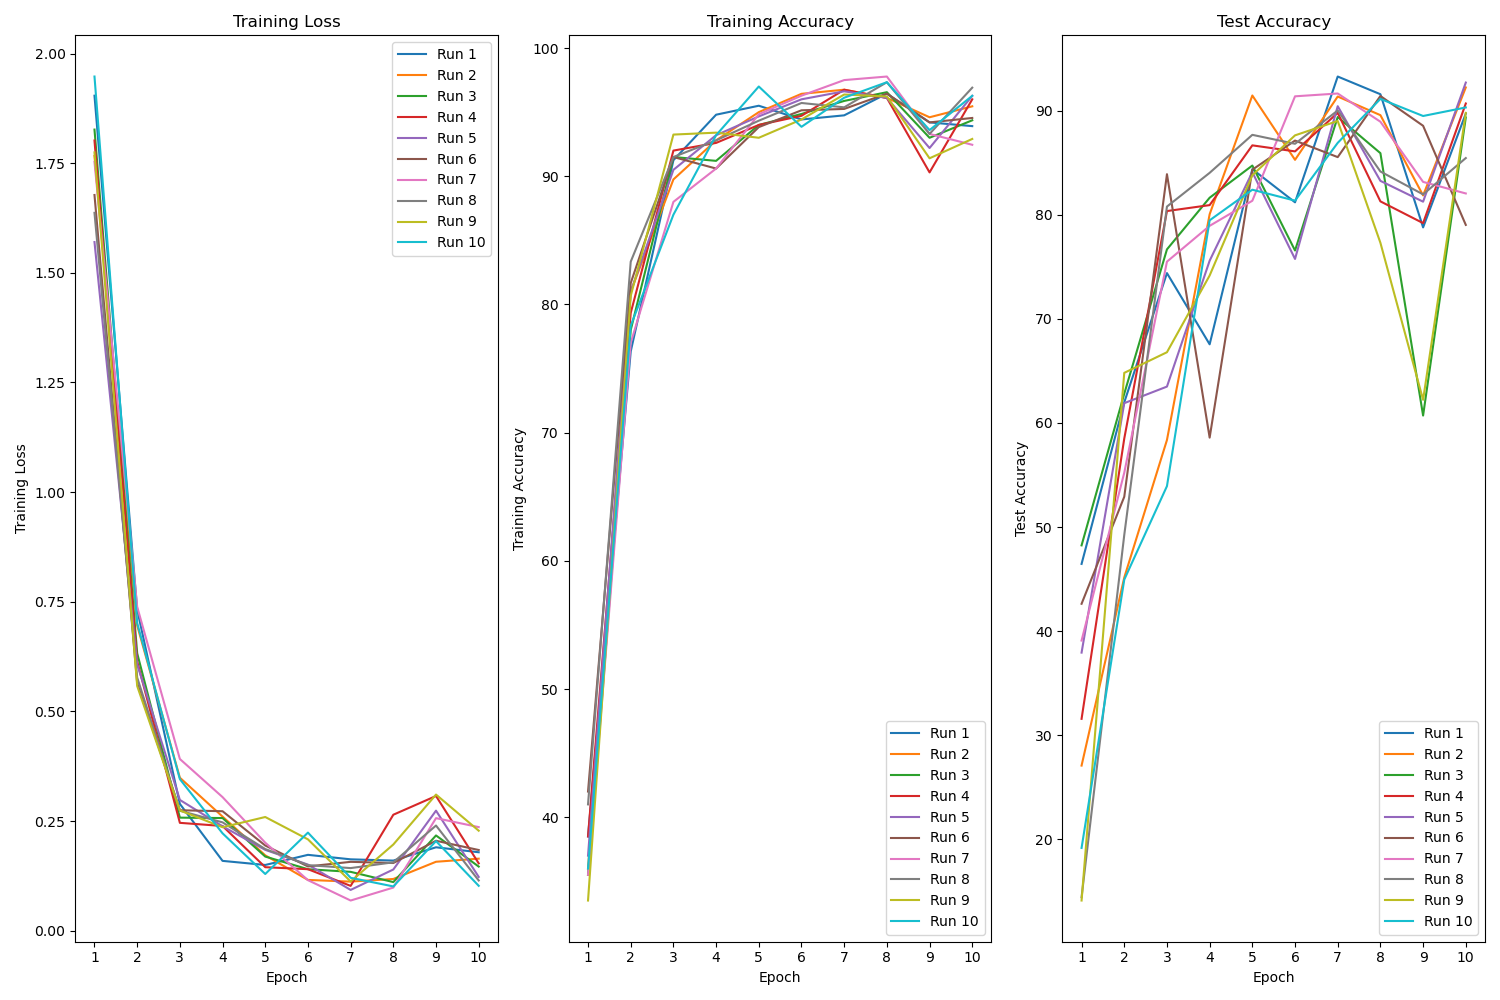 Training Loss
2.00
1.75
1.50
1.25
1.00
0.75
0.50
0.25
0.00
Training Loss
1 2 3 4 5 6 7 8 9 10
Epoch
Run 1
Run 2
Run 3
Run 4
Run 5
Run 6
Run 7
Run 8
Run 9
Run 10
Training Accuracy
100
90
80
70
60
50
40
Training Accuracy
1 2 3 4 5 6 7 8 9 10
Epoch
Run 1
Run 2
Run 3
Run 4
Run 5
Run 6
Run 7
Run 8
Run 9
Run 10
Test Accuracy
90
80
70
60
50
40
30
20
Test Accuracy
1 2 3 4 5 6 7 8 9 10
Epoch
Run 1
Run 2
Run 3
Run 4
Run 5
Run 6
Run 7
Run 8
Run 9
Run 10